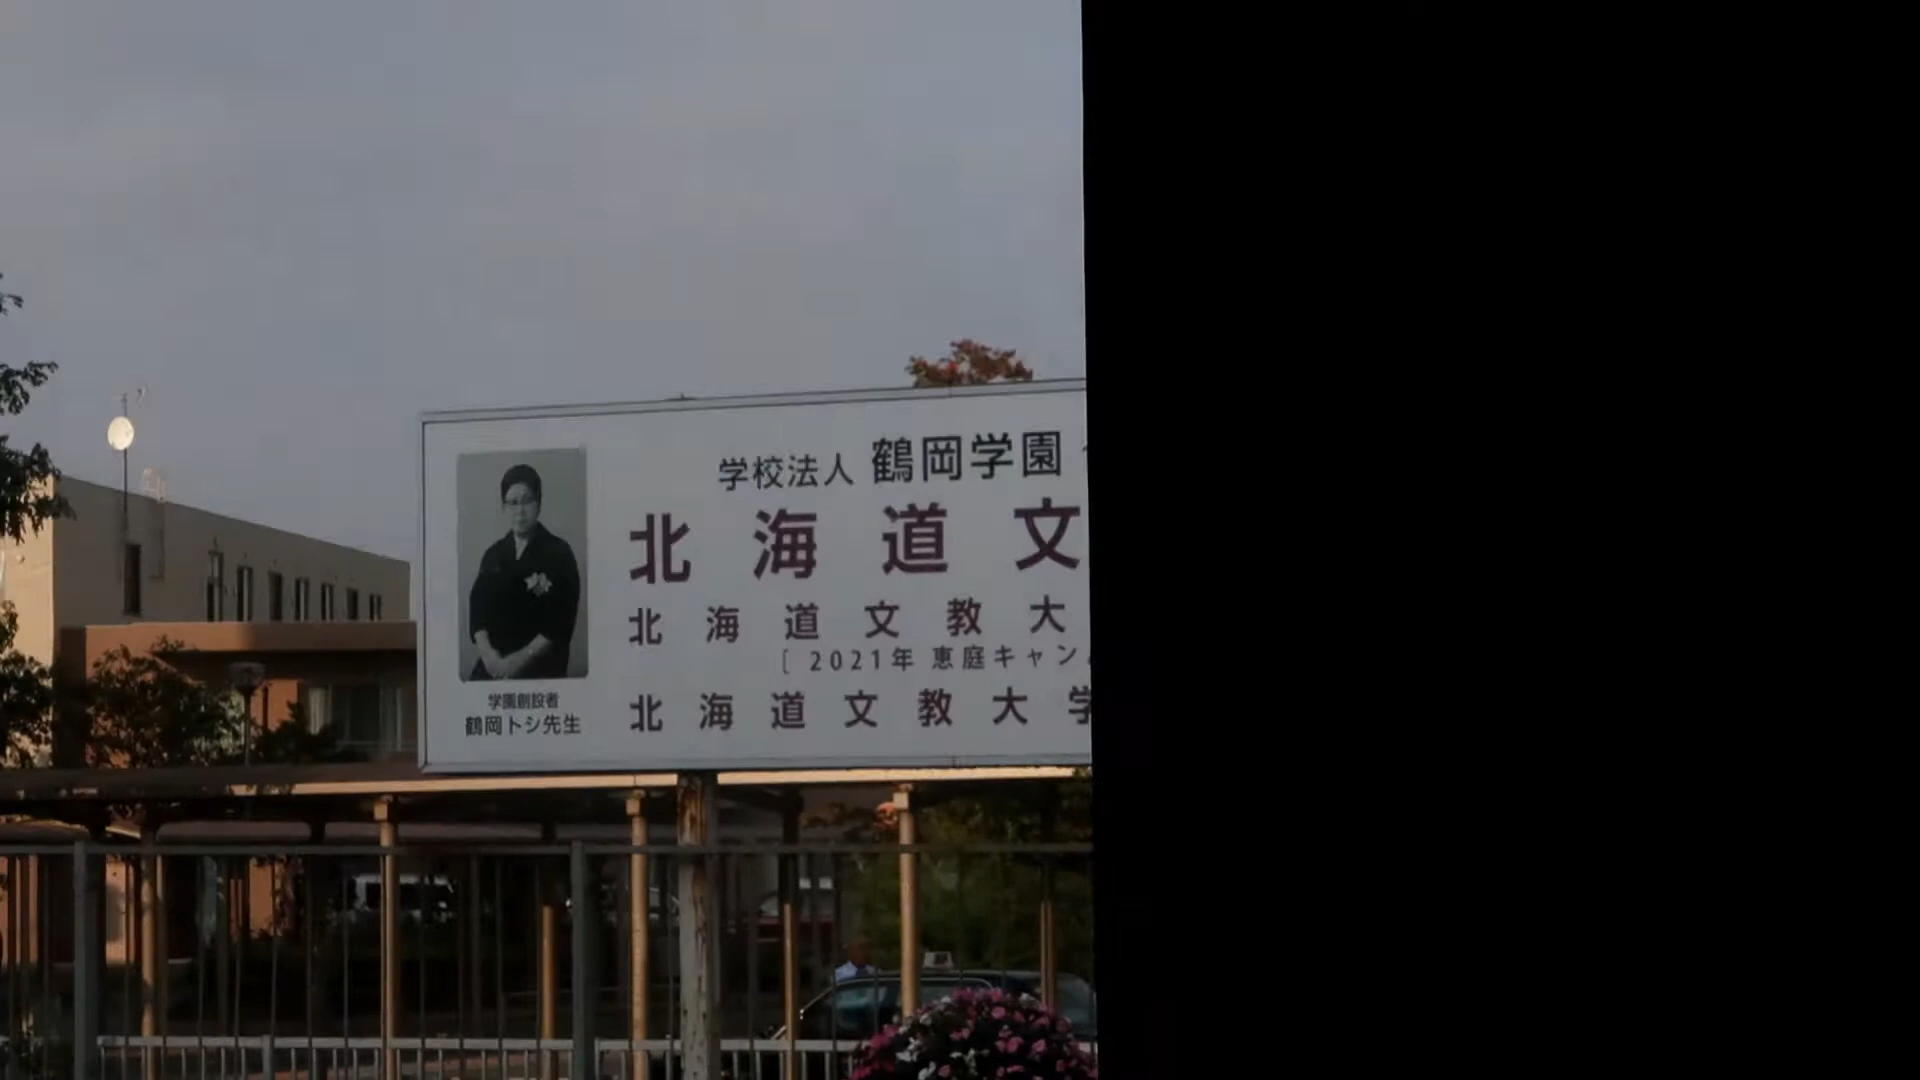 学校法人 鶴岡学園
北海道文
北海道文教大
[ 2021年 恵庭キャン
北海道文教大学
学園創設者
鶴岡トシ先生